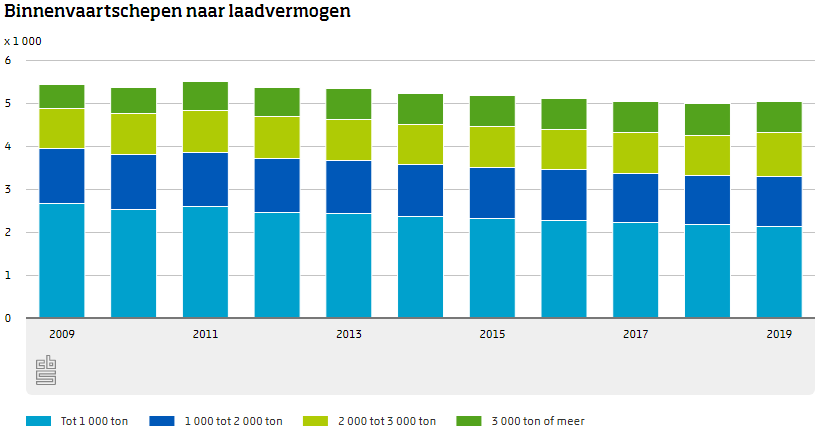 Binnenvaartschepen naar laadvermogen
x 1 000
6
5
4
3
2
1
0
2009 2011 2013 2015 2017 2019
cbs
Tot 1 000 ton 1 000 tot 2 000 ton 2 000 tot 3 000 ton 3 000 ton of meer